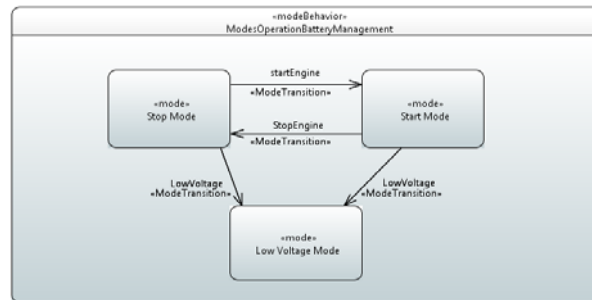 «modeBehavior»
ModesOperationBatteryManagement
startEngine
«ModeTransition»
«mode»
Stop Mode
«mode»
Start Mode
StopEngine
«ModeTransition»
LowVoltage
«ModeTransition»
LowVoltage
«ModeTransition»
«mode»
Low Voltage Mode